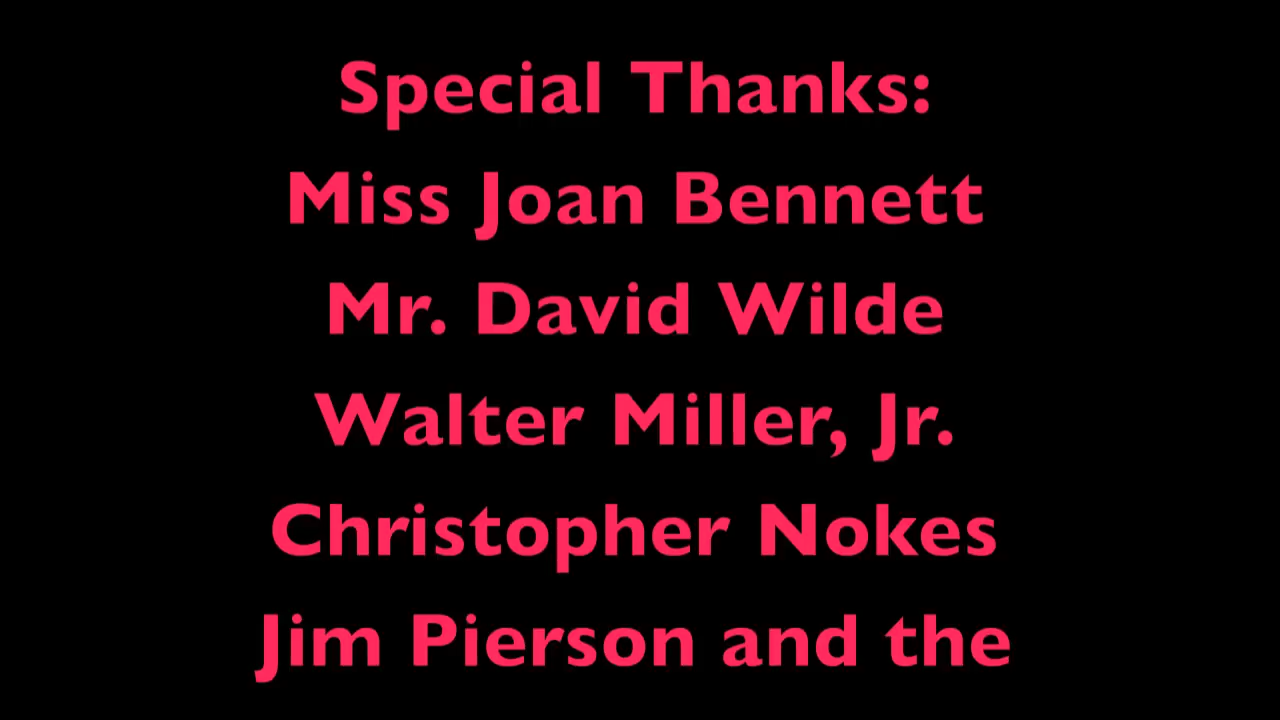 Special Thanks:
Miss Joan Bennett
Mr. David Wilde
Walter Miller, Jr.
Christopher Nokes
Jim Pierson and the